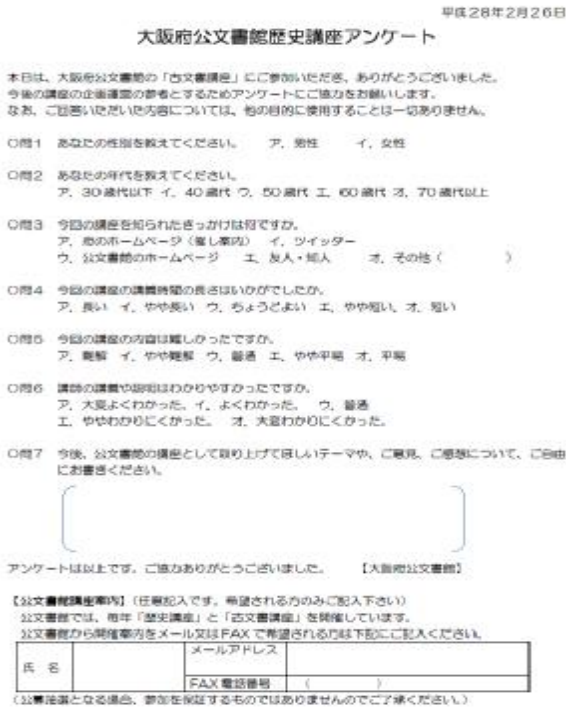 平成28年2月26日
大阪府公文書館歴史講座アンケート
本日は、大阪府公文書館の「古文書講座」にご参加いただき、ありがとうございました。
今後の講座の企画運営の参考とするためアンケートにご協力をお願いします。
なお、ご回答いただいた内容については、他の目的に使用することは一切ありません。
○問1 あなたの性別を教えてください。 ア、男性 イ、女性
○問2 あなたの年代を教えてください。
ア、30歳代以下 イ、40歳代 ウ、50歳代 エ、60歳代 オ、70歳代以上
○問3 今回の講座を知られたきっかけは何ですか。
ア、府のホームページ（催し案内） イ、ツイッター
ウ、公文書館のホームページ エ、友人・知人 オ、その他（ ）
○問4 今回の講座の講義時間の長さはいかがでしたか。
ア、長い イ、やや長い ウ、ちょうどよい エ、やや短い、オ、短い
○問5 今回の講座の内容は難しかったですか。
ア、難解 イ、やや難解 ウ、普通 エ、やや平易 オ、平易
○問6 講師の講義や説明はわかりやすかったですか。
ア、大変よくわかった。イ、よくわかった。 ウ、普通
エ、ややわかりにくかった。 オ、大変わかりにくかった。
○問7 今後、公文書館の講座として取り上げてほしいテーマや、ご意見、ご感想について、ご自由
にお書きください。
アンケートは以上です。ご協力ありがとうございました。 【大阪府公文書館】
【公文書館講座案内】（任意記入です。希望される方のみご記入下さい）
公文書館では、毎年「歴史講座」と「古文書講座」を開催しています。
公文書館から開催案内をメール又はFAXで希望される方は下記にご記入ください。
氏 名
メールアドレス
FAX電話番号 （ ）
（公募抽選となる場合、参加を保証するものではありませんのでご了承ください。）